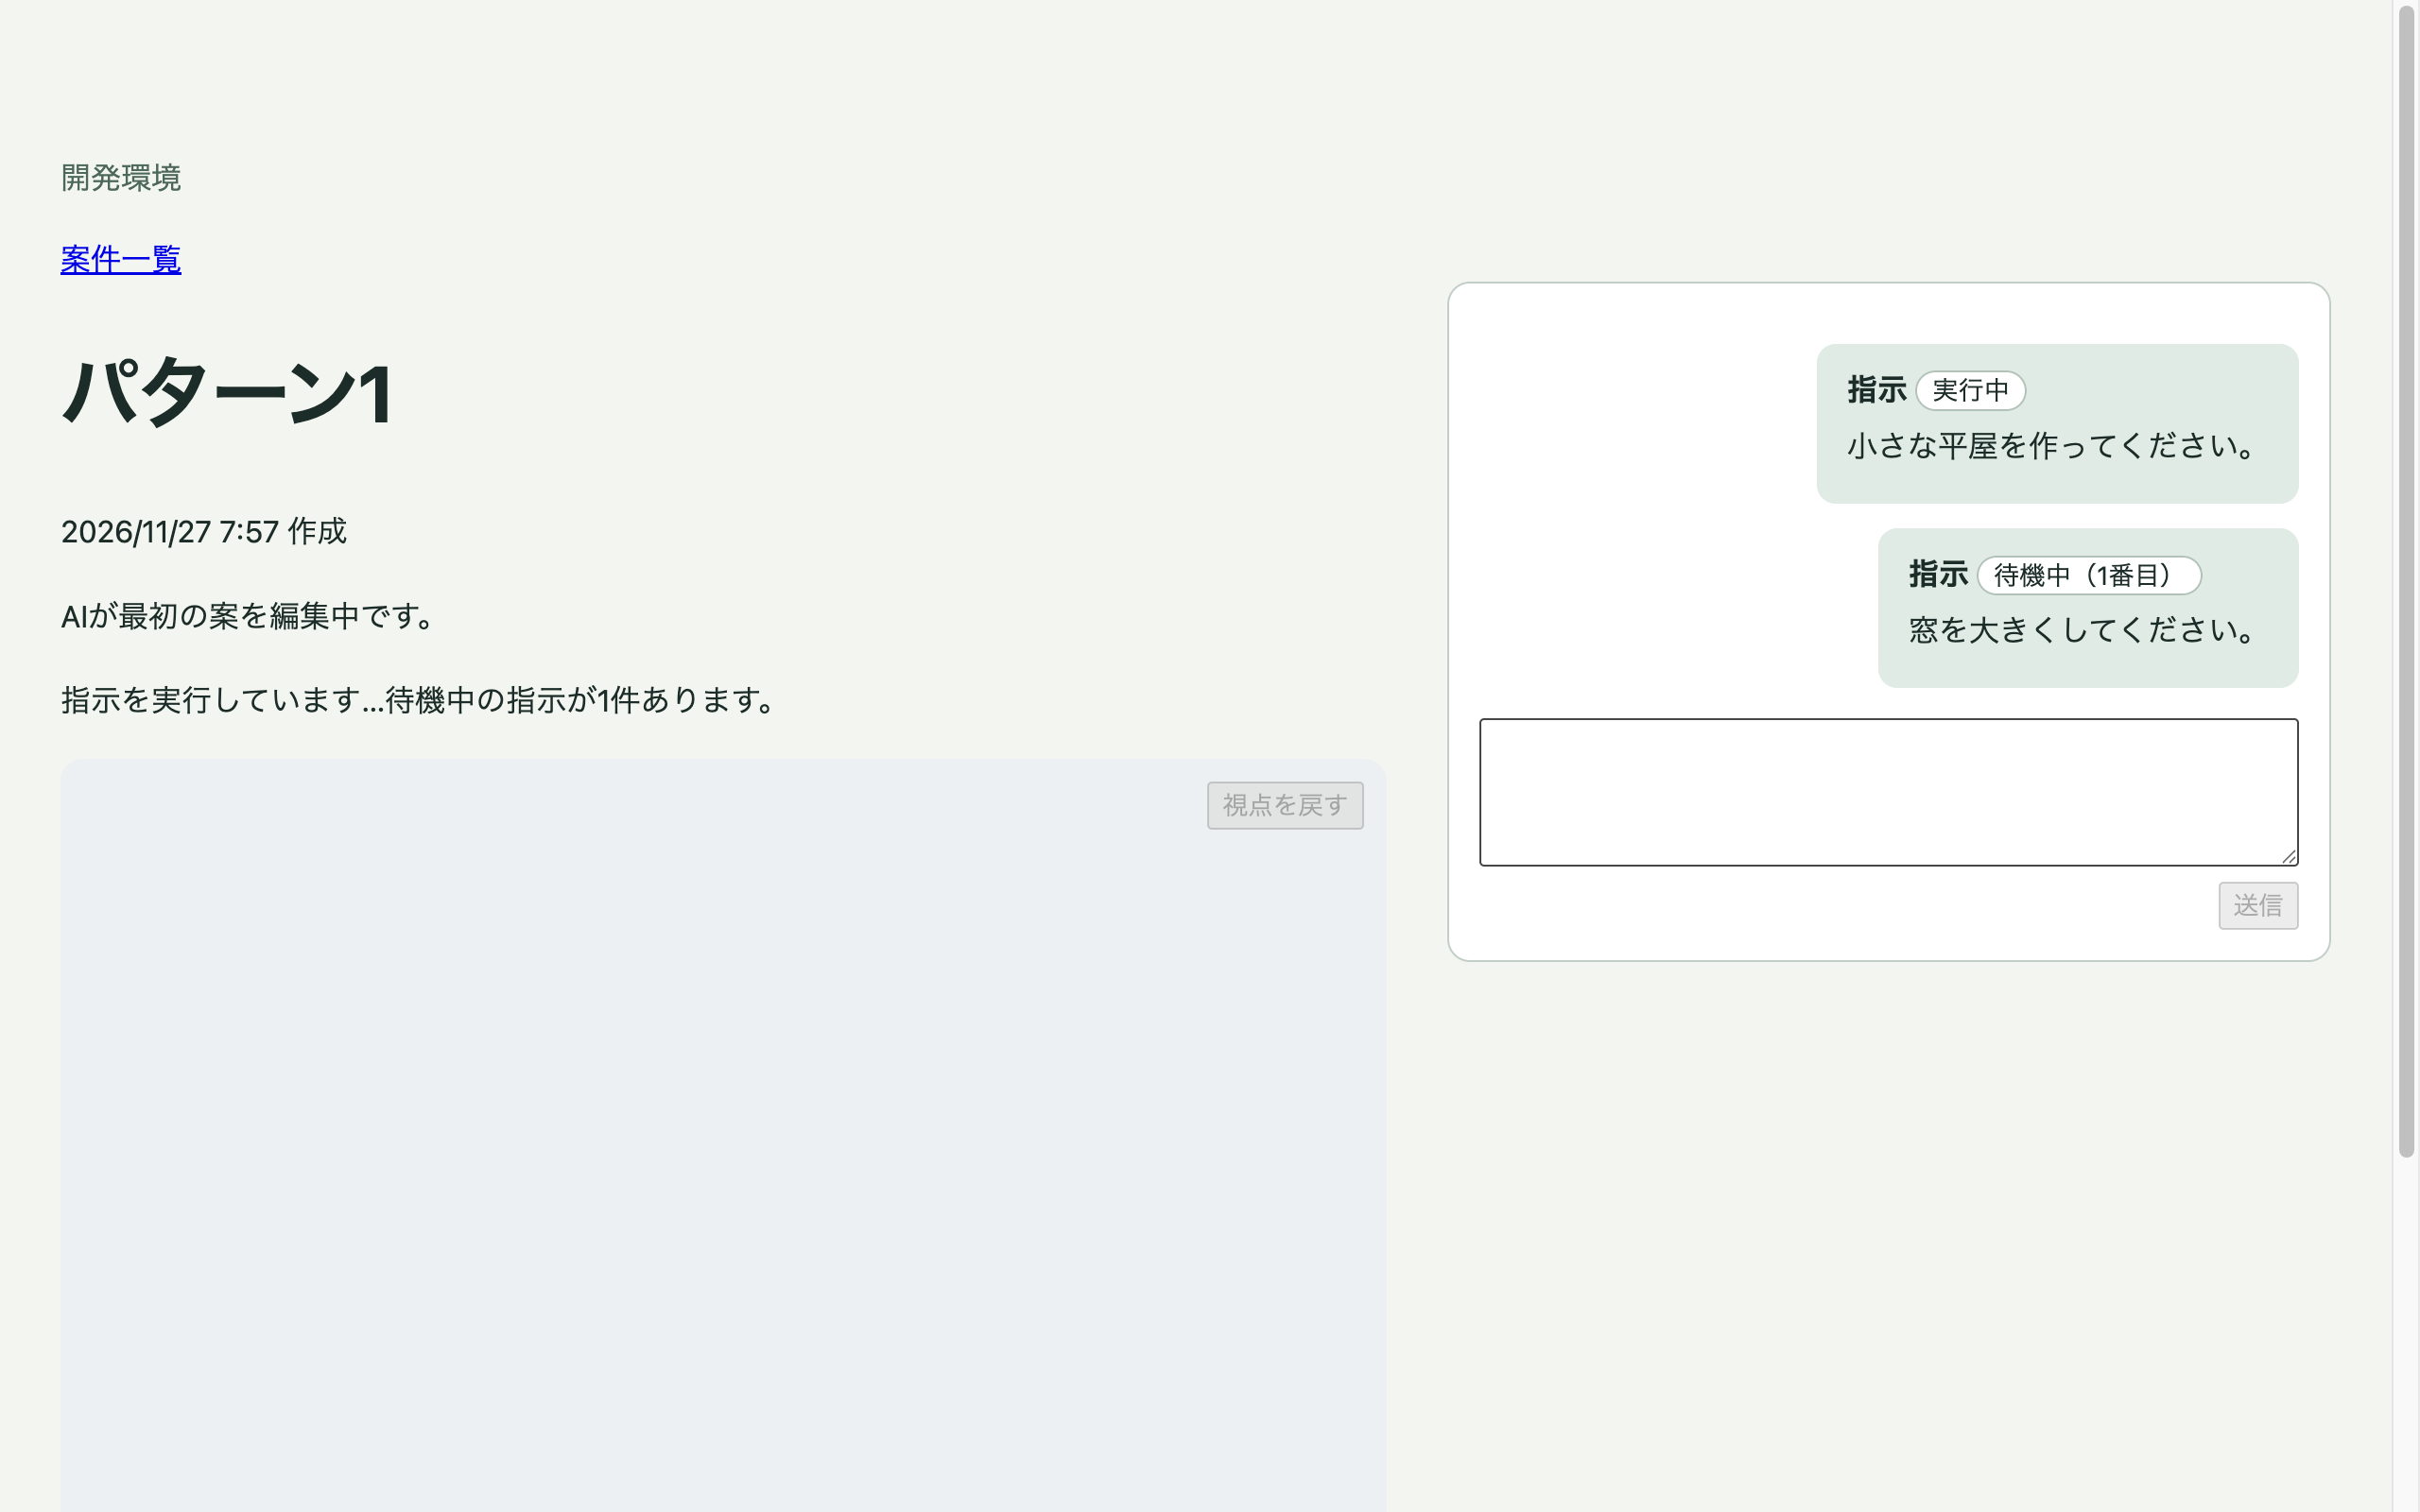 開発環境
案件一覧
パターン1
2026/11/27 7:57 作成
AIが最初の案を編集中です。
指示を実行しています…待機中の指示が1件あります。
視点を戻す
指示 実行中
小さな平屋を作ってください。
指示 待機中（1番目）
窓を大きくしてください。
送信